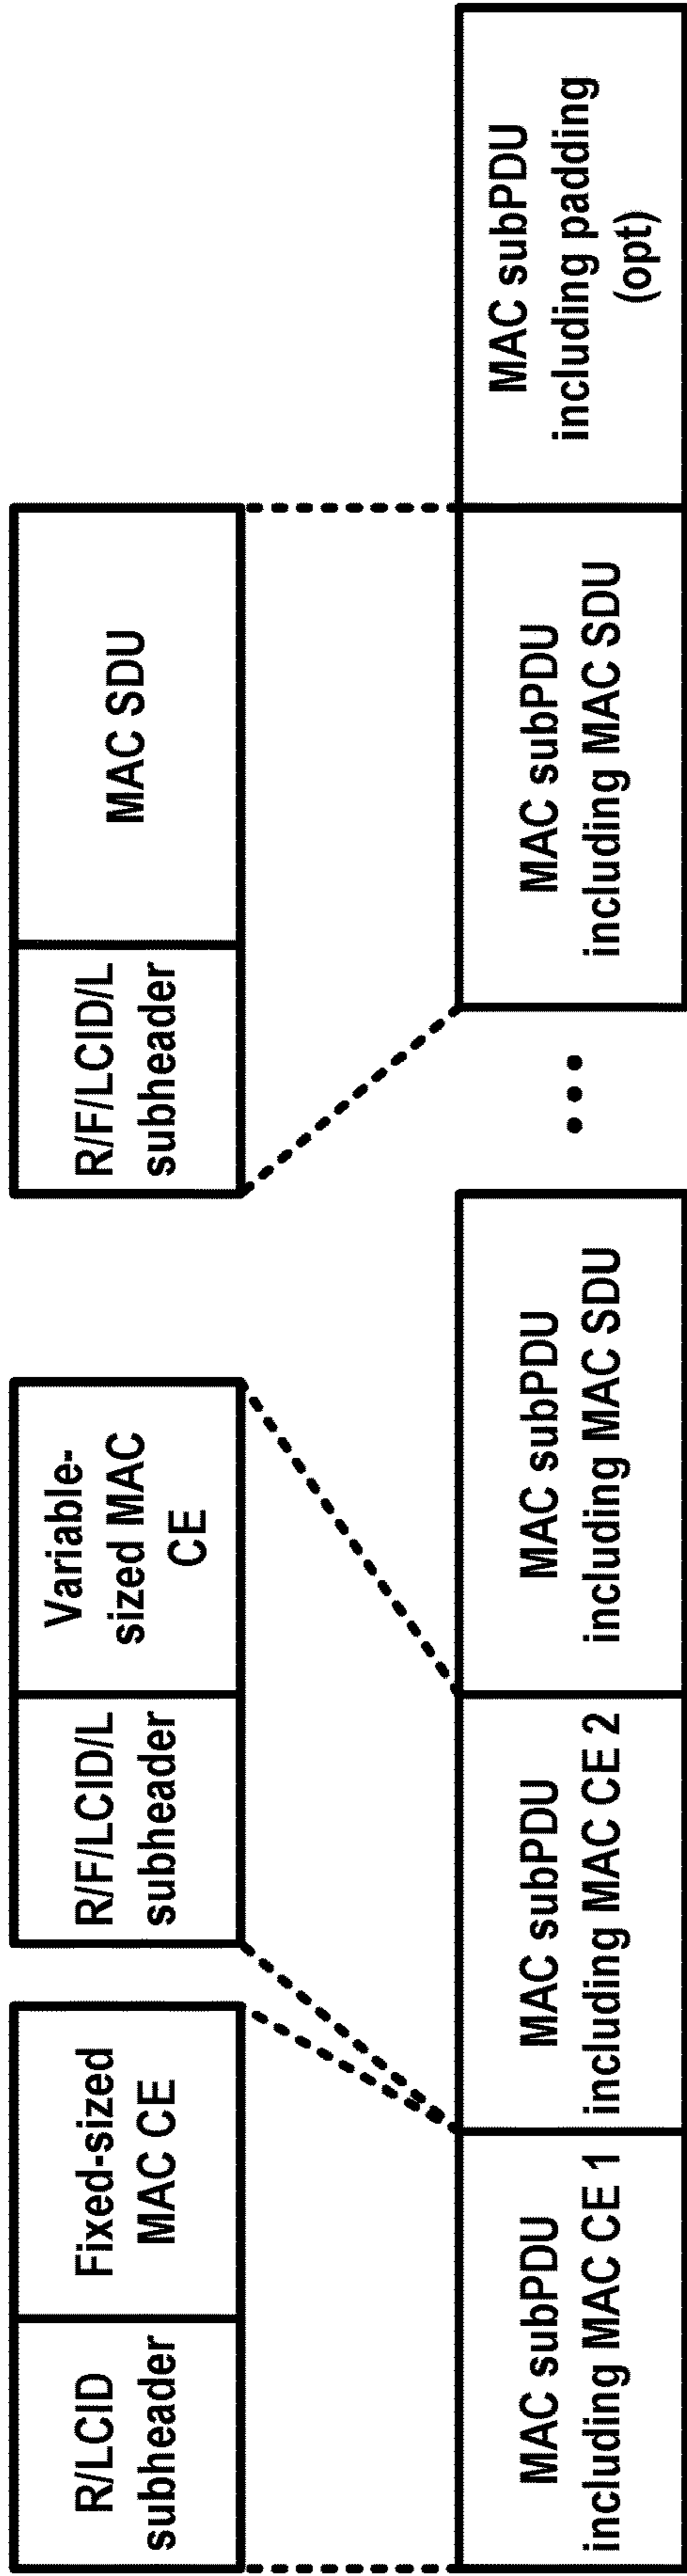 R/LCID
subheader
Fixed-sized
MAC CE
R/F/LCID/L
subheader
Variable-
sized MAC
CE
R/F/LCID/L
subheader
MAC SDU
MAC subPDU
including MAC CE 1
MAC subPDU
including MAC CE 2
MAC subPDU
including MAC SDU
•••
MAC subPDU
including MAC SDU
MAC subPDU
including padding
(opt)